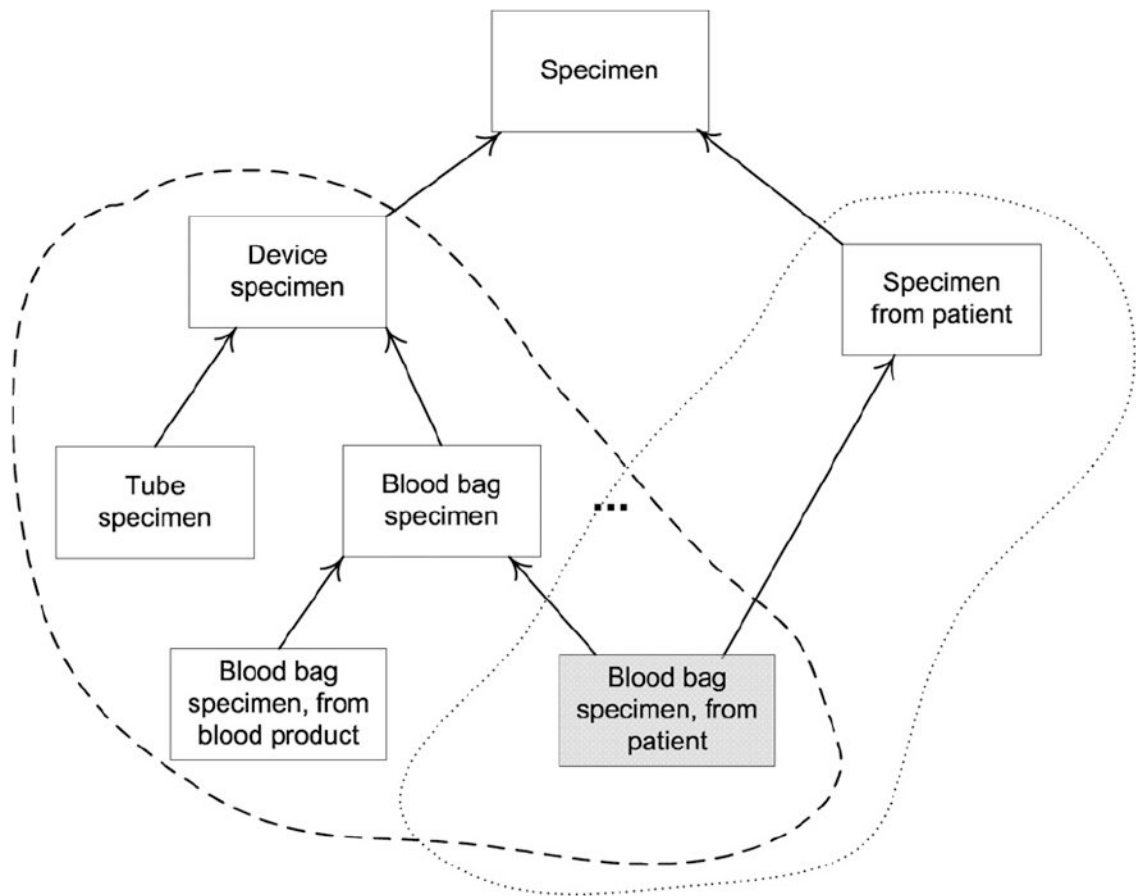 Specimen
Device
specimen
Specimen
from patient
Tube
specimen
Blood bag
specimen
...
Blood bag
specimen, from
blood product
Blood bag
specimen, from
patient